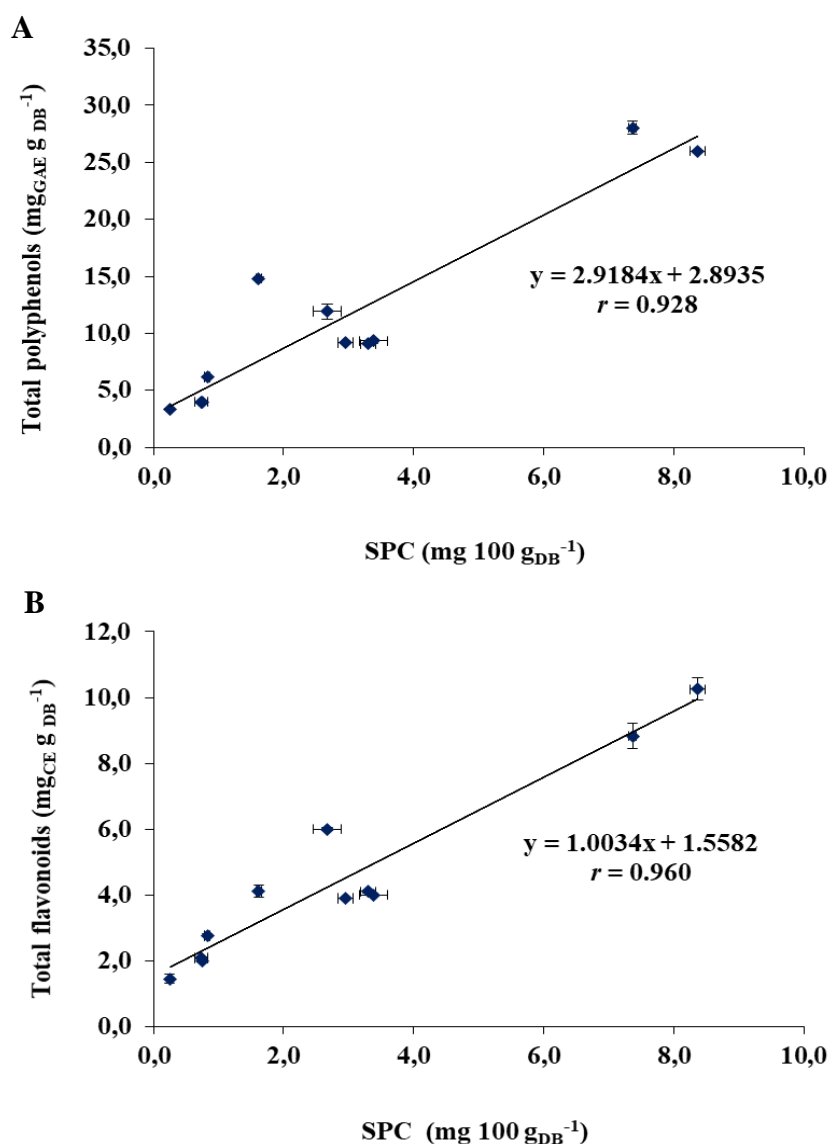 A
35,0
30,0
25,0
20,0
15,0
10,0
5,0
0,0
Total polyphenols (mgGAE g DB-1)
y = 2.9184x + 2.8935
r = 0.928
0,0 2,0 4,0 6,0 8,0 10,0
SPC (mg 100 gDB-1)
B
12,0
10,0
8,0
6,0
4,0
2,0
0,0
Total flavonoids (mgCE g DB-1)
y = 1.0034x + 1.5582
r = 0.960
0,0 2,0 4,0 6,0 8,0 10,0
SPC (mg 100 gDB-1)